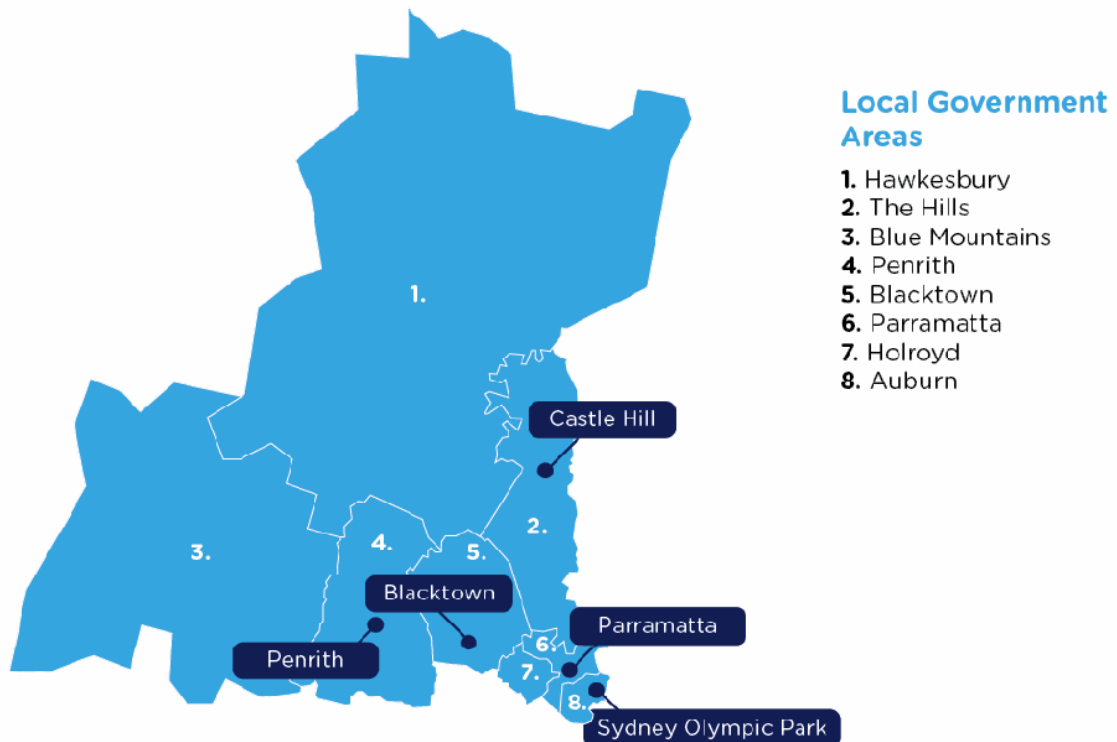 Local Government
Areas
1. Hawkesbury
2. The Hills
3. Blue Mountains
4. Penrith
5. Blacktown
6. Parramatta
7. Holroyd
8. Auburn
1.
Castle Hill
2.
3.
4.
5.
Blacktown
Parramatta
6.
Penrith
7.
8.
Sydney Olympic Park